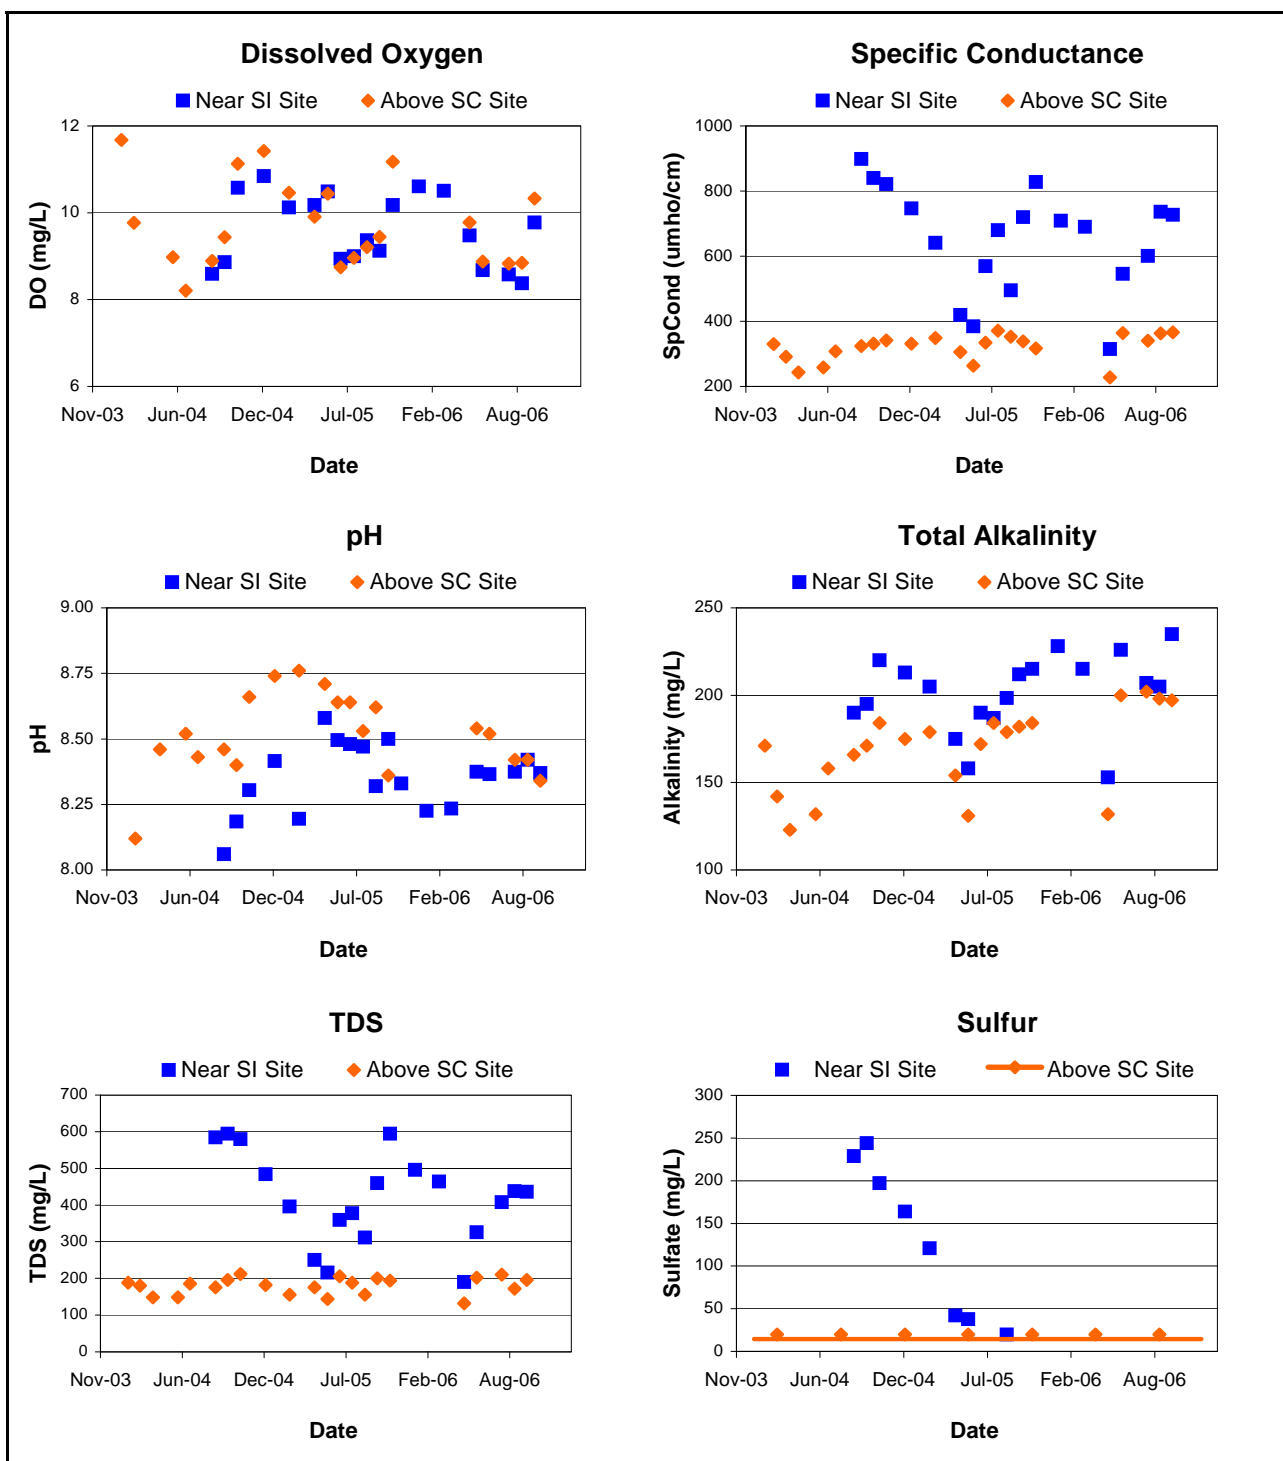 Dissolved Oxygen
Near SI Site Above SC Site
12
10
8
6
DO (mg/L)
Nov-03 Jun-04 Dec-04 Jul-05 Feb-06 Aug-06
Date
Specific Conductance
Near SI Site Above SC Site
1000
800
600
400
200
SpCond (umho/cm)
Nov-03 Jun-04 Dec-04 Jul-05 Feb-06 Aug-06
Date
pH
Near SI Site Above SC Site
9.00
8.75
8.50
8.25
8.00
pH
Nov-03 Jun-04 Dec-04 Jul-05 Feb-06 Aug-06
Date
Total Alkalinity
Near SI Site Above SC Site
250
200
150
100
Alkalinity (mg/L)
Nov-03 Jun-04 Dec-04 Jul-05 Feb-06 Aug-06
Date
TDS
Near SI Site Above SC Site
700
600
500
400
300
200
100
0
TDS (mg/L)
Nov-03 Jun-04 Dec-04 Jul-05 Feb-06 Aug-06
Date
Sulfur
Near SI Site Above SC Site
300
250
200
150
100
50
0
Sulfate (mg/L)
Nov-03 Jun-04 Dec-04 Jul-05 Feb-06 Aug-06
Date